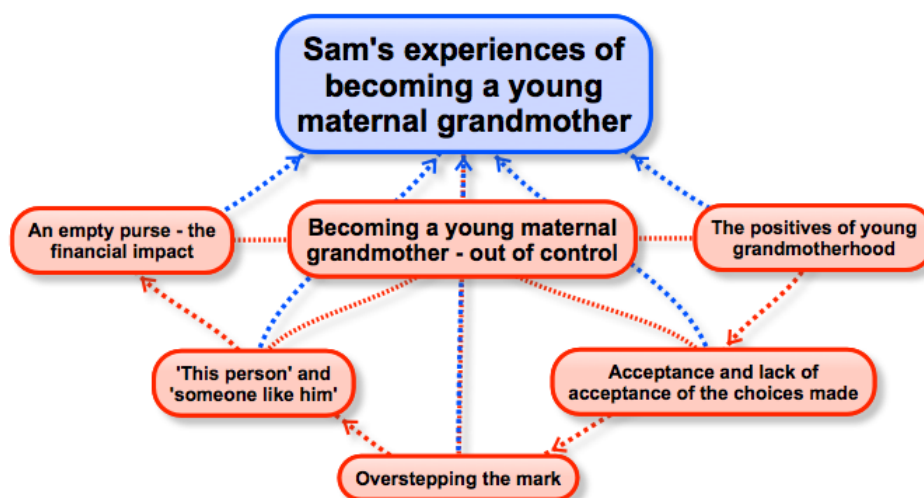 Sam's experiences of
becoming a young
maternal grandmother
An empty purse - the
financial impact
Becoming a young maternal
grandmother - out of control
The positives of young
grandmotherhood
'This person' and
'someone like him'
Acceptance and lack of
acceptance of the choices made
Overstepping the mark